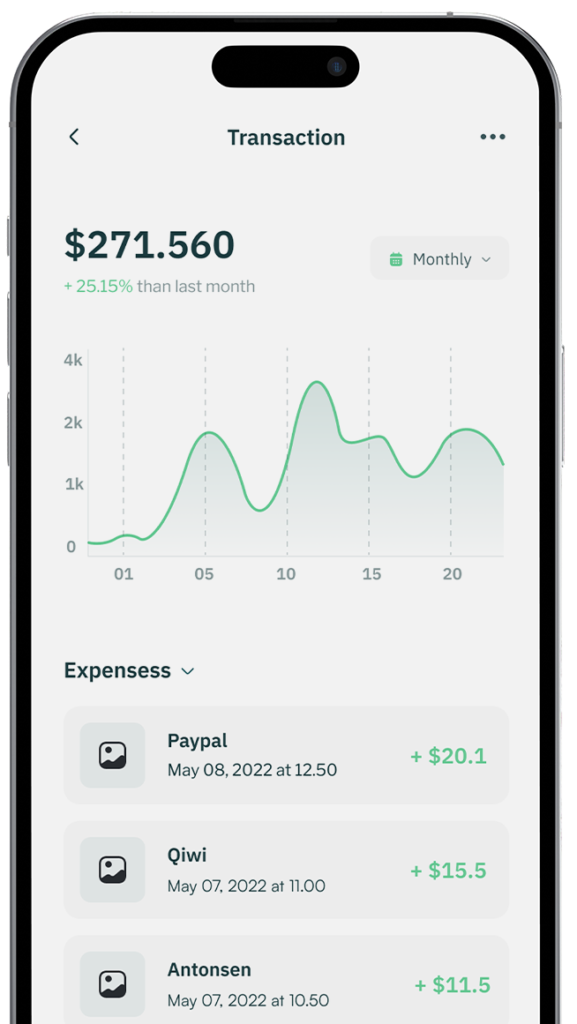 Transaction
$271.560
Monthly
+ 25.15% than last month
4k
2k
1k
0
01 05 10 15 20
Expensess
Paypal
May 08, 2022 at 12.50
+ $20.1
Qiwi
May 07, 2022 at 11.00
+ $15.5
Antonsen
May 07, 2022 at 10.50
+ $11.5